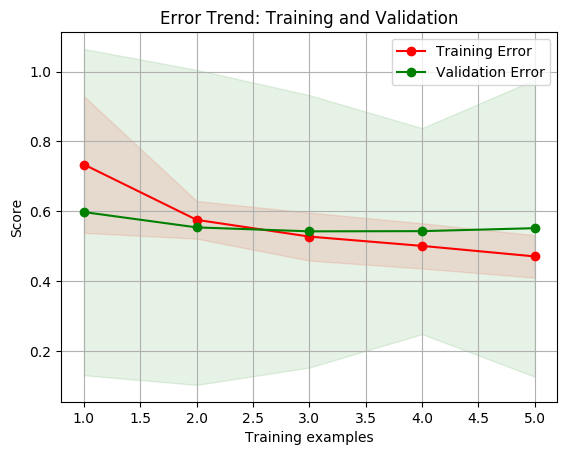 Error Trend: Training and Validation
Training Error
Validation Error
Score
1.0
0.8
0.6
0.4
0.2
1.0 1.5 2.0 2.5 3.0 3.5 4.0 4.5 5.0
Training examples